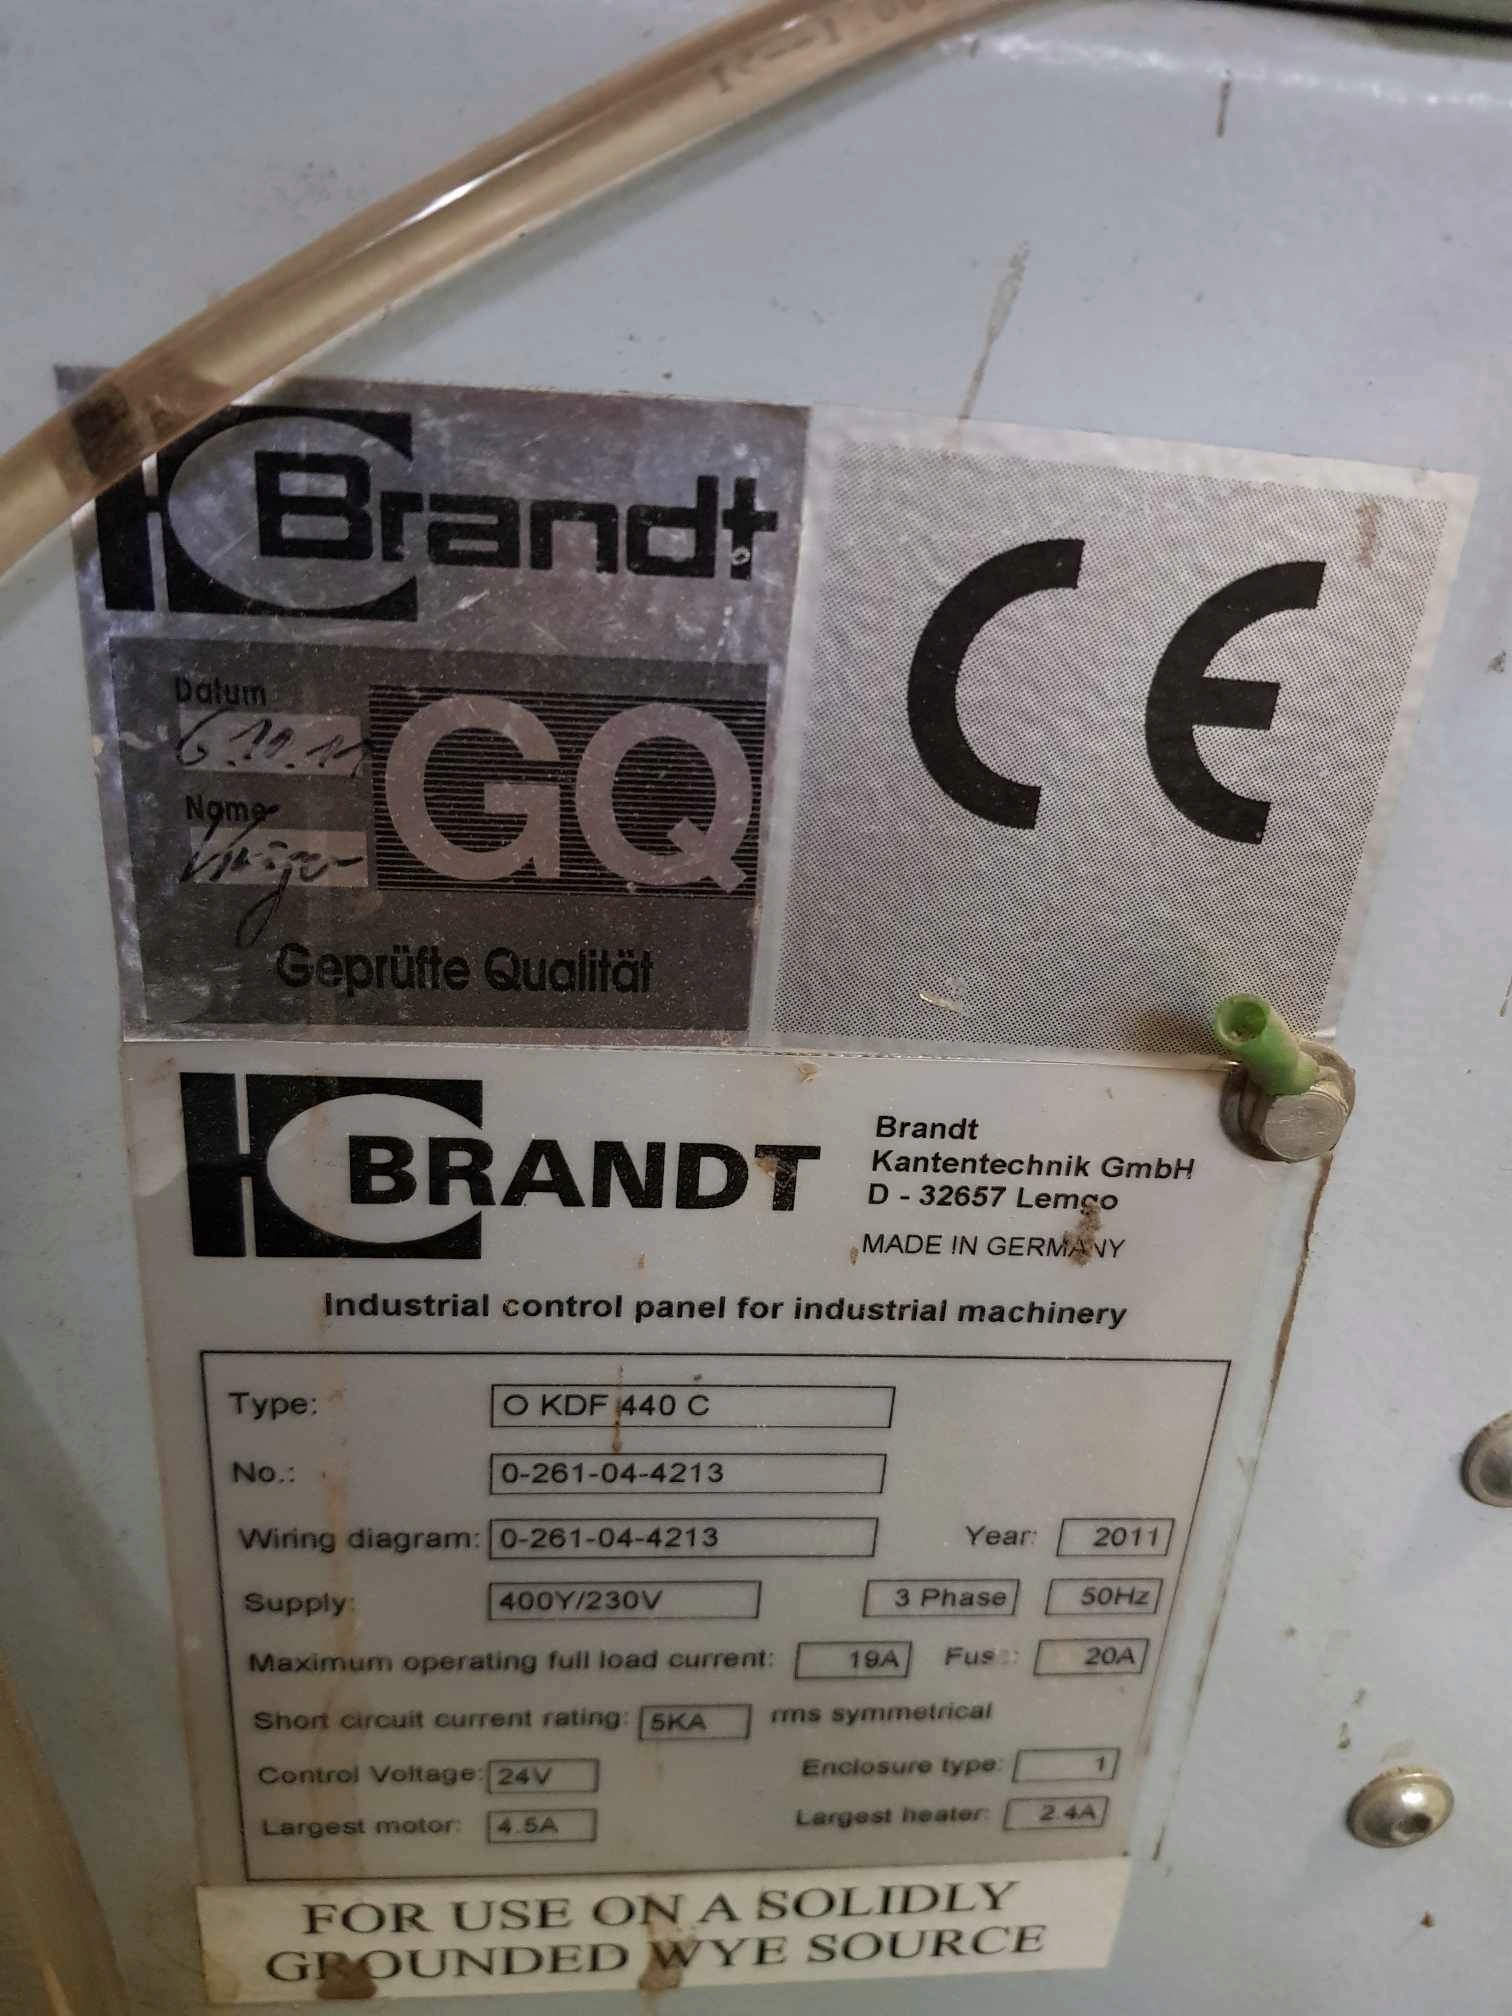 Brandt
CE
Datum
6.10.11
Name
GQ
Geprüfte Qualität
BRANDT
Brandt
Kantentechnik GmbH
D - 32657 Lemgo
MADE IN GERMANY
Industrial control panel for industrial machinery
Type: O KDF 440 C
No.: 0-261-04-4213
Wiring diagram: 0-261-04-4213 Year: 2011
Supply: 400Y/230V 3 Phase 50Hz
Maximum operating full load current: 19A Fuse: 20A
Short circuit current rating: 5KA rms symmetrical
Control Voltage: 24V Enclosure type: 1
Largest motor: 4.5A Largest heater: 2.4A
FOR USE ON A SOLIDLY
GROUNDED WYE SOURCE